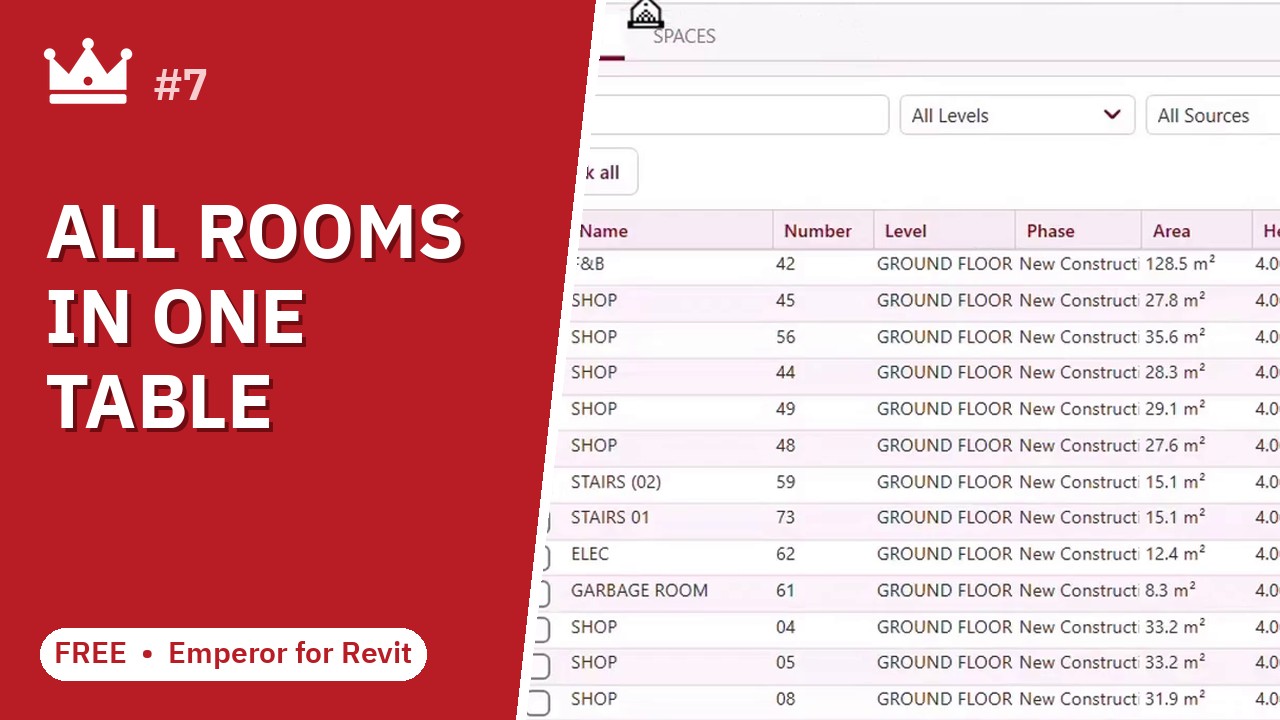 #7
ALL ROOMS
IN ONE
TABLE
FREE • Emperor for Revit
SPACES
All Levels
All Sources
all
Name Number Level Phase Area
F&B 42 GROUND FLOOR New Constructi 128.5 m²
SHOP 45 GROUND FLOOR New Constructi 27.8 m²
SHOP 56 GROUND FLOOR New Constructi 35.6 m²
SHOP 44 GROUND FLOOR New Constructi 28.3 m²
SHOP 49 GROUND FLOOR New Constructi 29.1 m²
SHOP 48 GROUND FLOOR New Constructi 27.6 m²
STAIRS (02) 59 GROUND FLOOR New Constructi 15.1 m²
STAIRS 01 73 GROUND FLOOR New Constructi 15.1 m²
ELEC 62 GROUND FLOOR New Constructi 12.4 m²
GARBAGE ROOM 61 GROUND FLOOR New Constructi 8.3 m²
SHOP 04 GROUND FLOOR New Constructi 33.2 m²
SHOP 05 GROUND FLOOR New Constructi 33.2 m²
SHOP 08 GROUND FLOOR New Constructi 31.9 m²